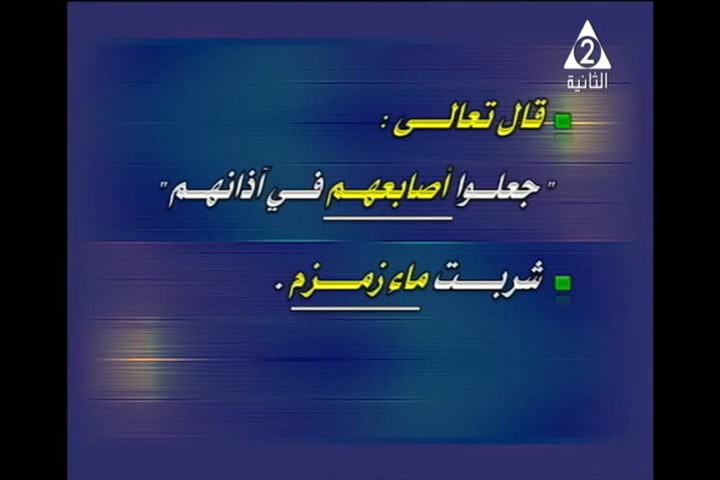 2
الثانية
قال تعالى :
" جعلوا أصابعهم في آذانهم "
شربت ماء زمزم .